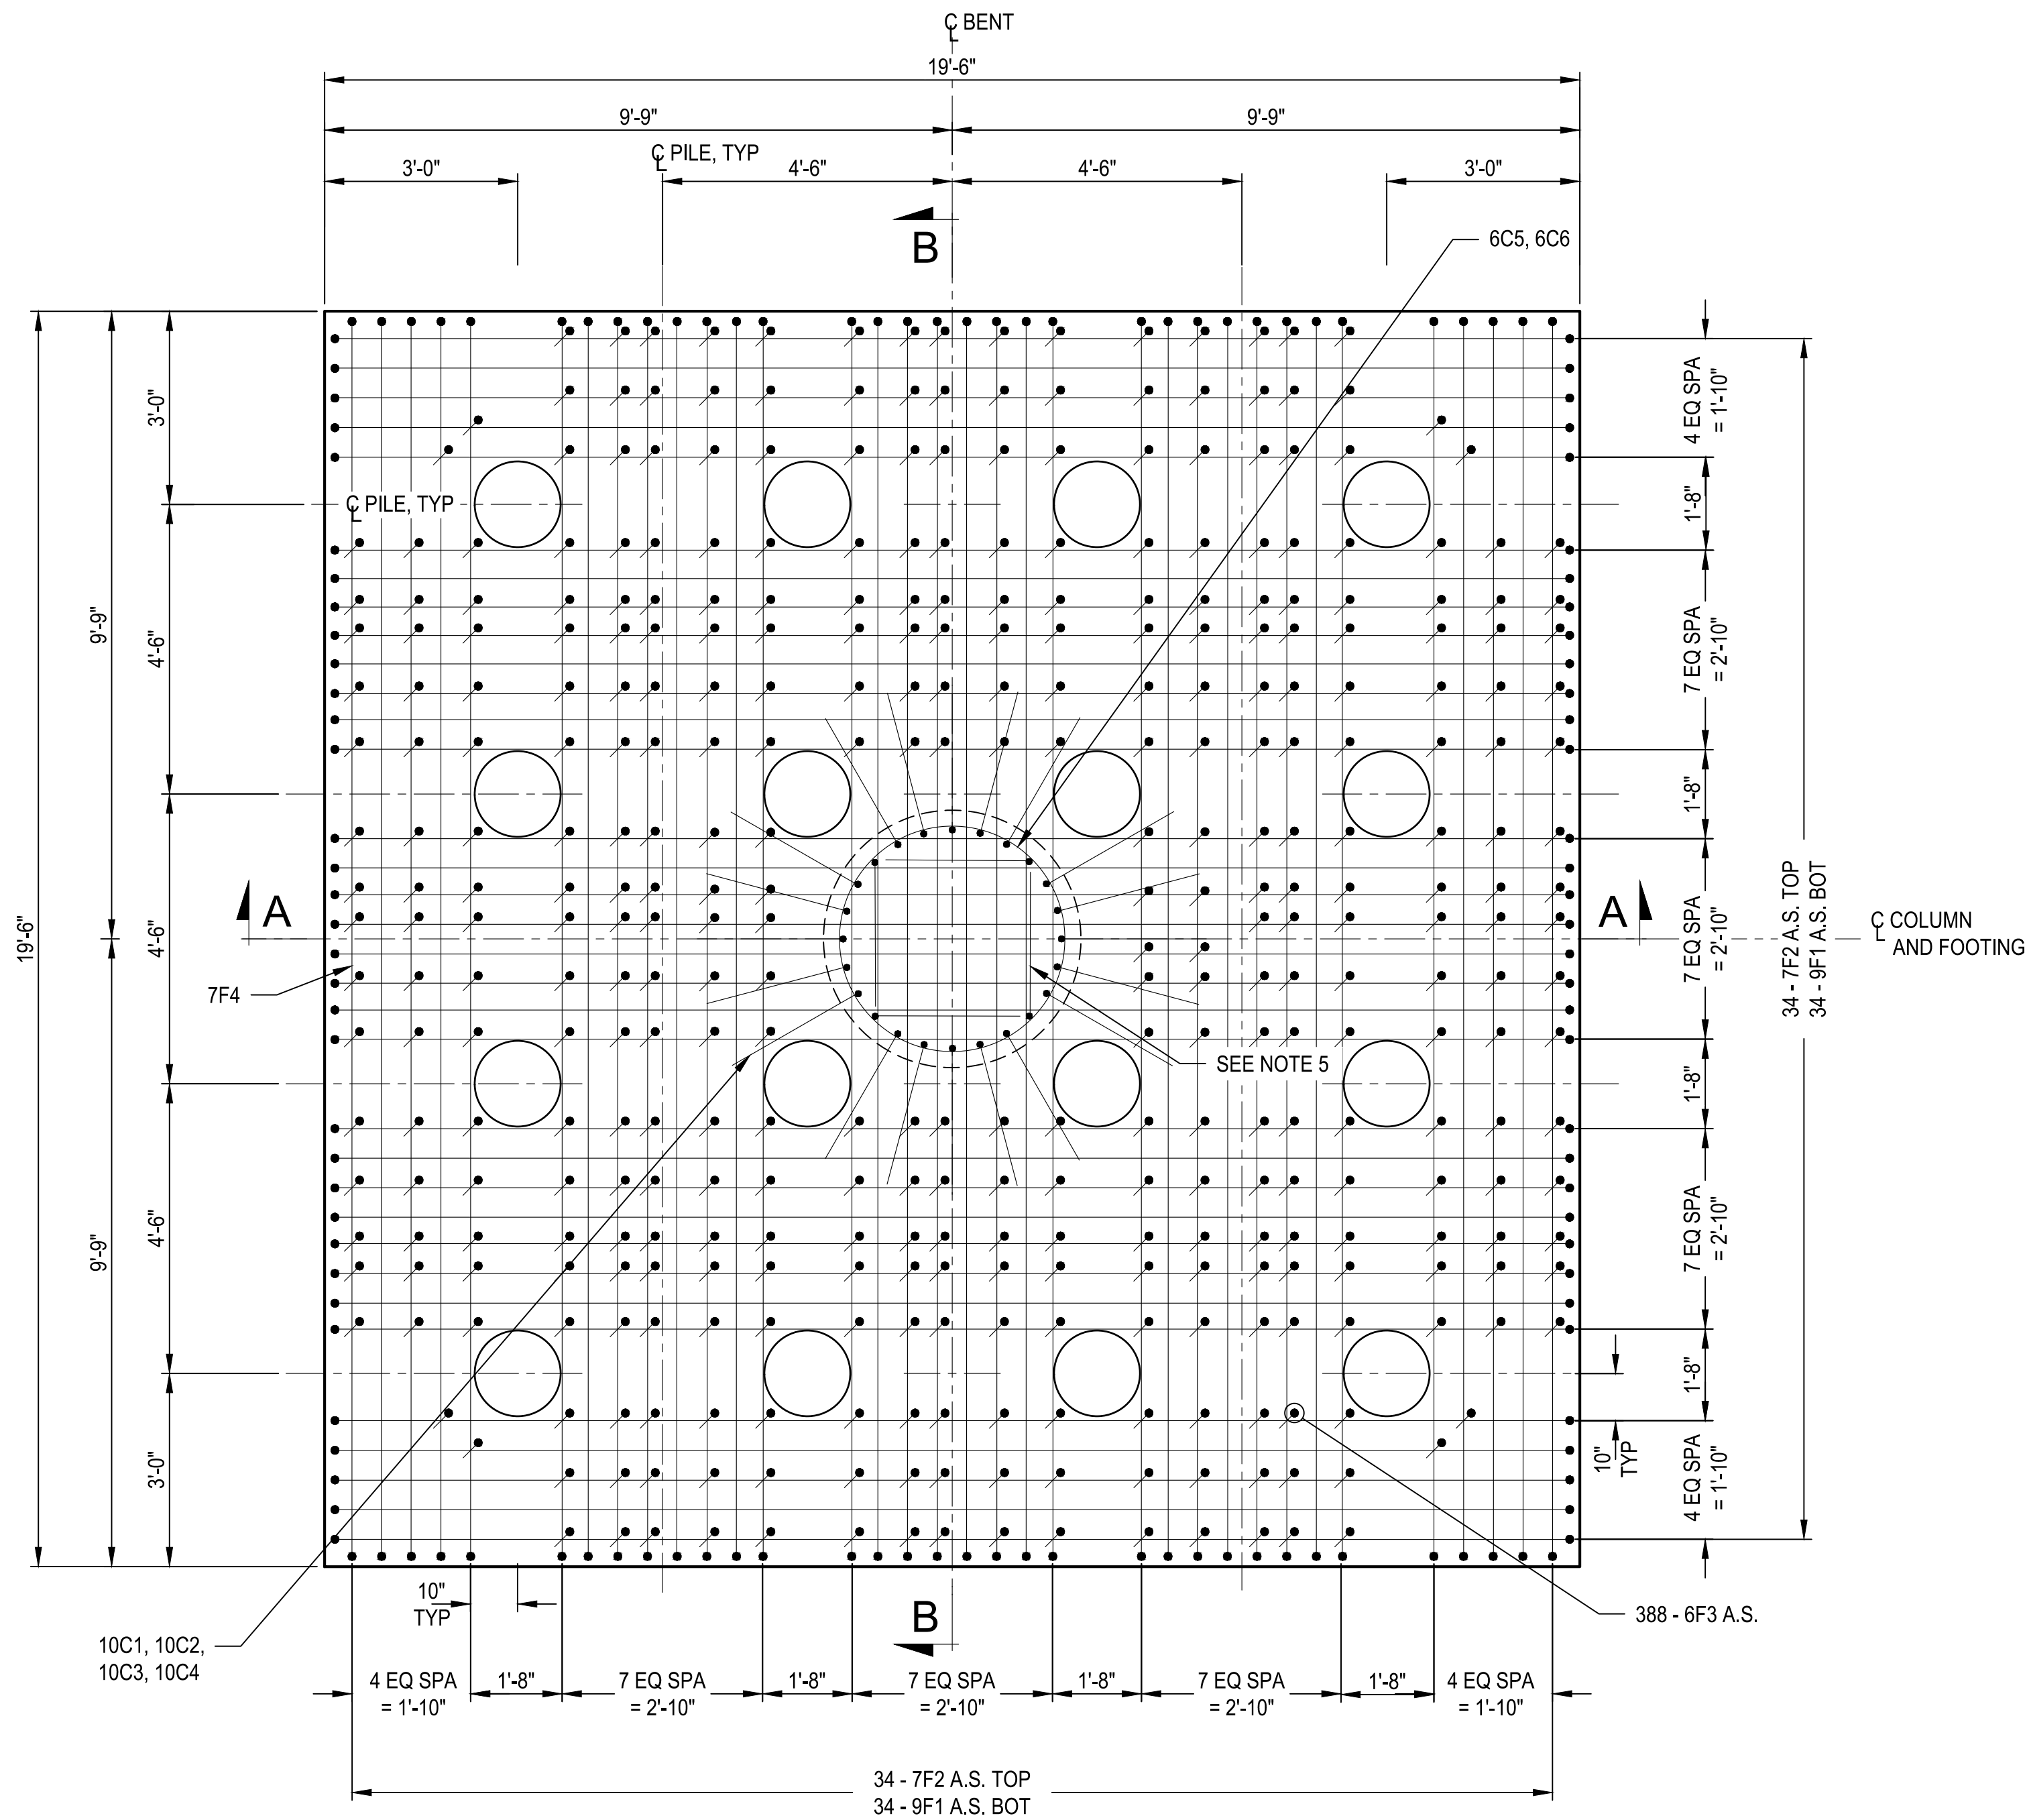 ℄ BENT
19'-6"
9'-9"
9'-9"
℄ PILE, TYP
3'-0"
4'-6"
4'-6"
3'-0"
B
6C5, 6C6
4 EQ SPA
= 1'-10"
3'-0"
℄ PILE, TYP
1'-8"
9'-9"
4'-6"
7 EQ SPA
= 2'-10"
1'-8"
19'-6"
A
A
4'-6"
7 EQ SPA
= 2'-10"
34 - 7F2 A.S. TOP
34 - 9F1 A.S. BOT
℄ COLUMN
AND FOOTING
7F4
SEE NOTE 5
1'-8"
9'-9"
4'-6"
7 EQ SPA
= 2'-10"
1'-8"
3'-0"
10"
TYP
4 EQ SPA
= 1'-10"
10"
TYP
B
388 - 6F3 A.S.
10C1, 10C2,
10C3, 10C4
4 EQ SPA
= 1'-10"
1'-8"
7 EQ SPA
= 2'-10"
1'-8"
7 EQ SPA
= 2'-10"
1'-8"
7 EQ SPA
= 2'-10"
1'-8"
4 EQ SPA
= 1'-10"
34 - 7F2 A.S. TOP
34 - 9F1 A.S. BOT